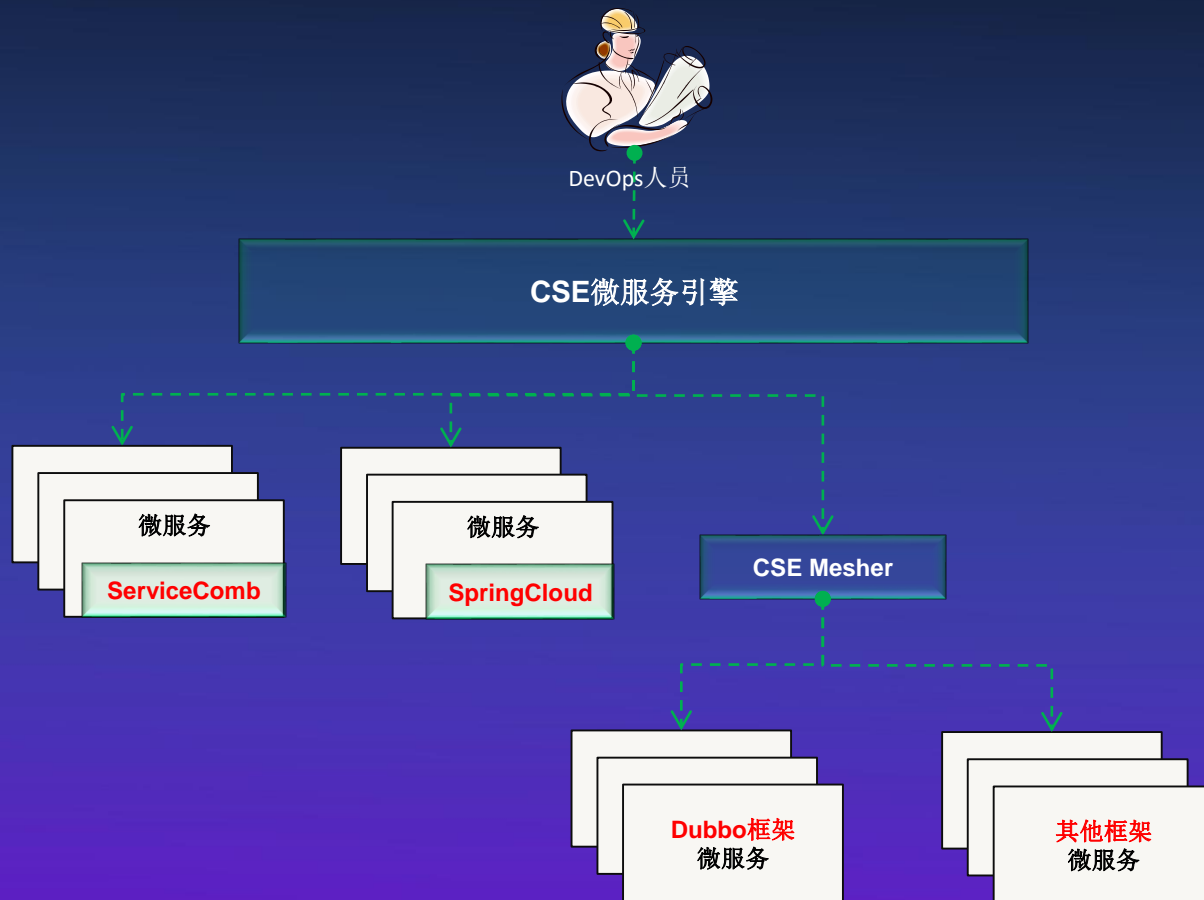 DevOps人员
CSE微服务引擎
微服务
ServiceComb
微服务
SpringCloud
CSE Mesher
Dubbo框架
微服务
其他框架
微服务